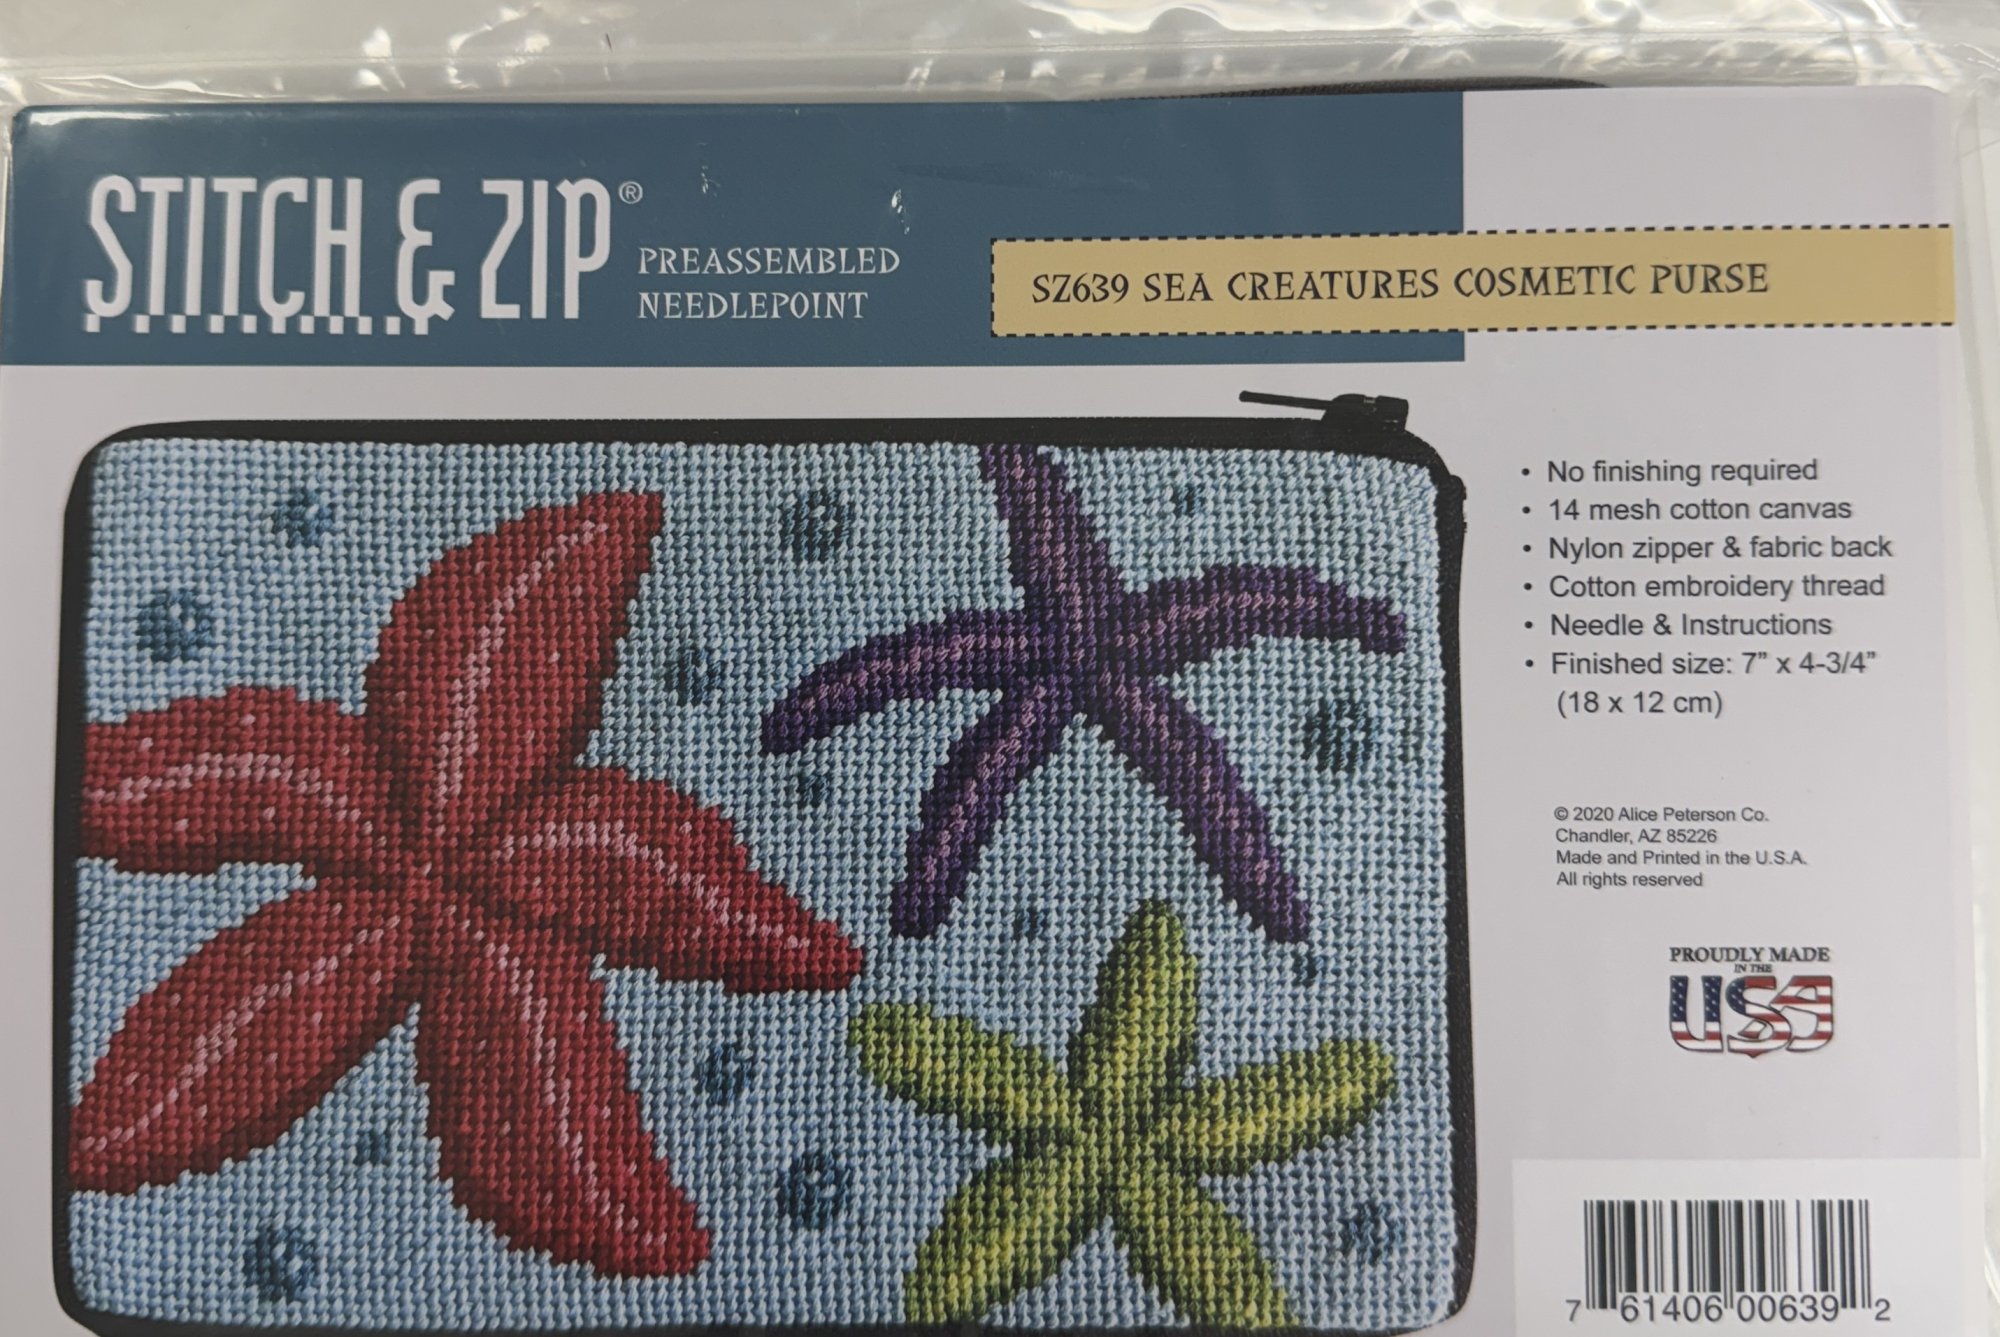 STITCH & ZIP®
PREASSEMBLED
NEEDLEPOINT
SZ639 SEA CREATURES COSMETIC PURSE
• No finishing required
• 14 mesh cotton canvas
• Nylon zipper & fabric back
• Cotton embroidery thread
• Needle & Instructions
• Finished size: 7” x 4-3/4”
(18 x 12 cm)
© 2020 Alice Peterson Co.
Chandler, AZ 85226
Made and Printed in the U.S.A.
All rights reserved
PROUDLY MADE
IN THE
USA
7 61406 00639 2